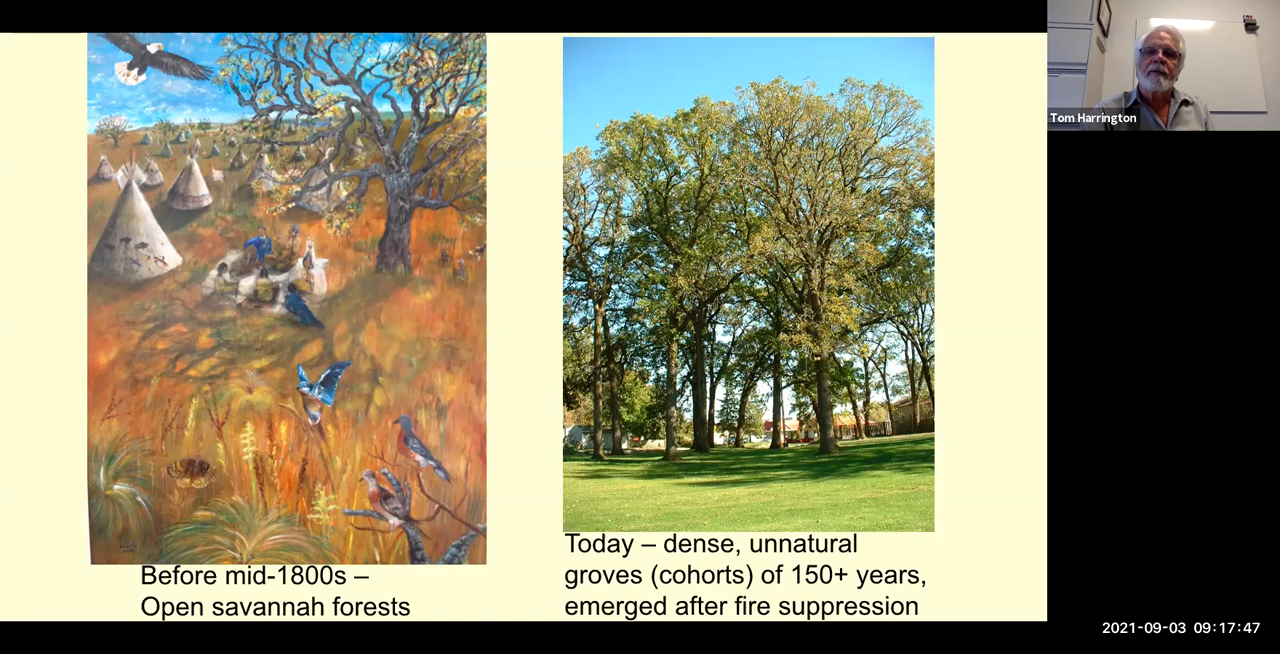 Tom Harrington
Before mid-1800s –
Open savannah forests
Today – dense, unnatural
groves (cohorts) of 150+ years,
emerged after fire suppression
2021-09-03 09:17:47